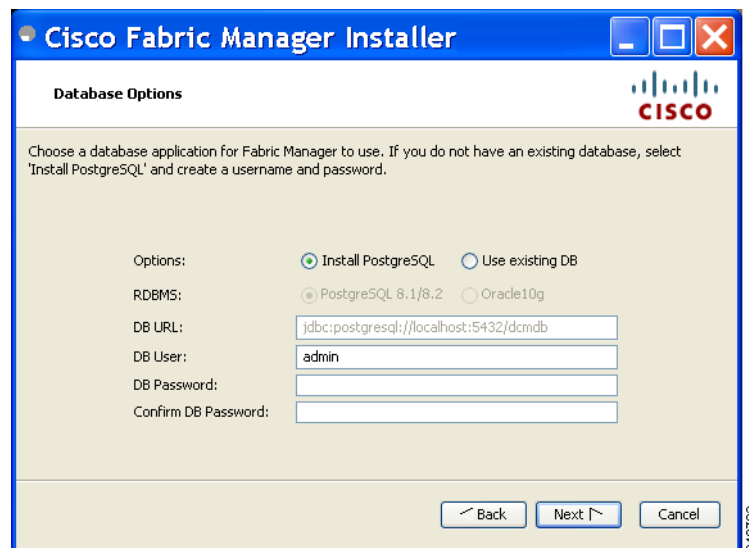 Cisco Fabric Manager Installer
Database Options
CISCO
Choose a database application for Fabric Manager to use. If you do not have an existing database, select
'Install PostgreSQL' and create a username and password.
Options: Install PostgreSQL Use existing DB
RDBMS: PostgreSQL 8.1/8.2 Oracle10g
DB URL: jdbc:postgresql://localhost:5432/dcmdb
DB User: admin
DB Password:
Confirm DB Password:
Back Next Cancel